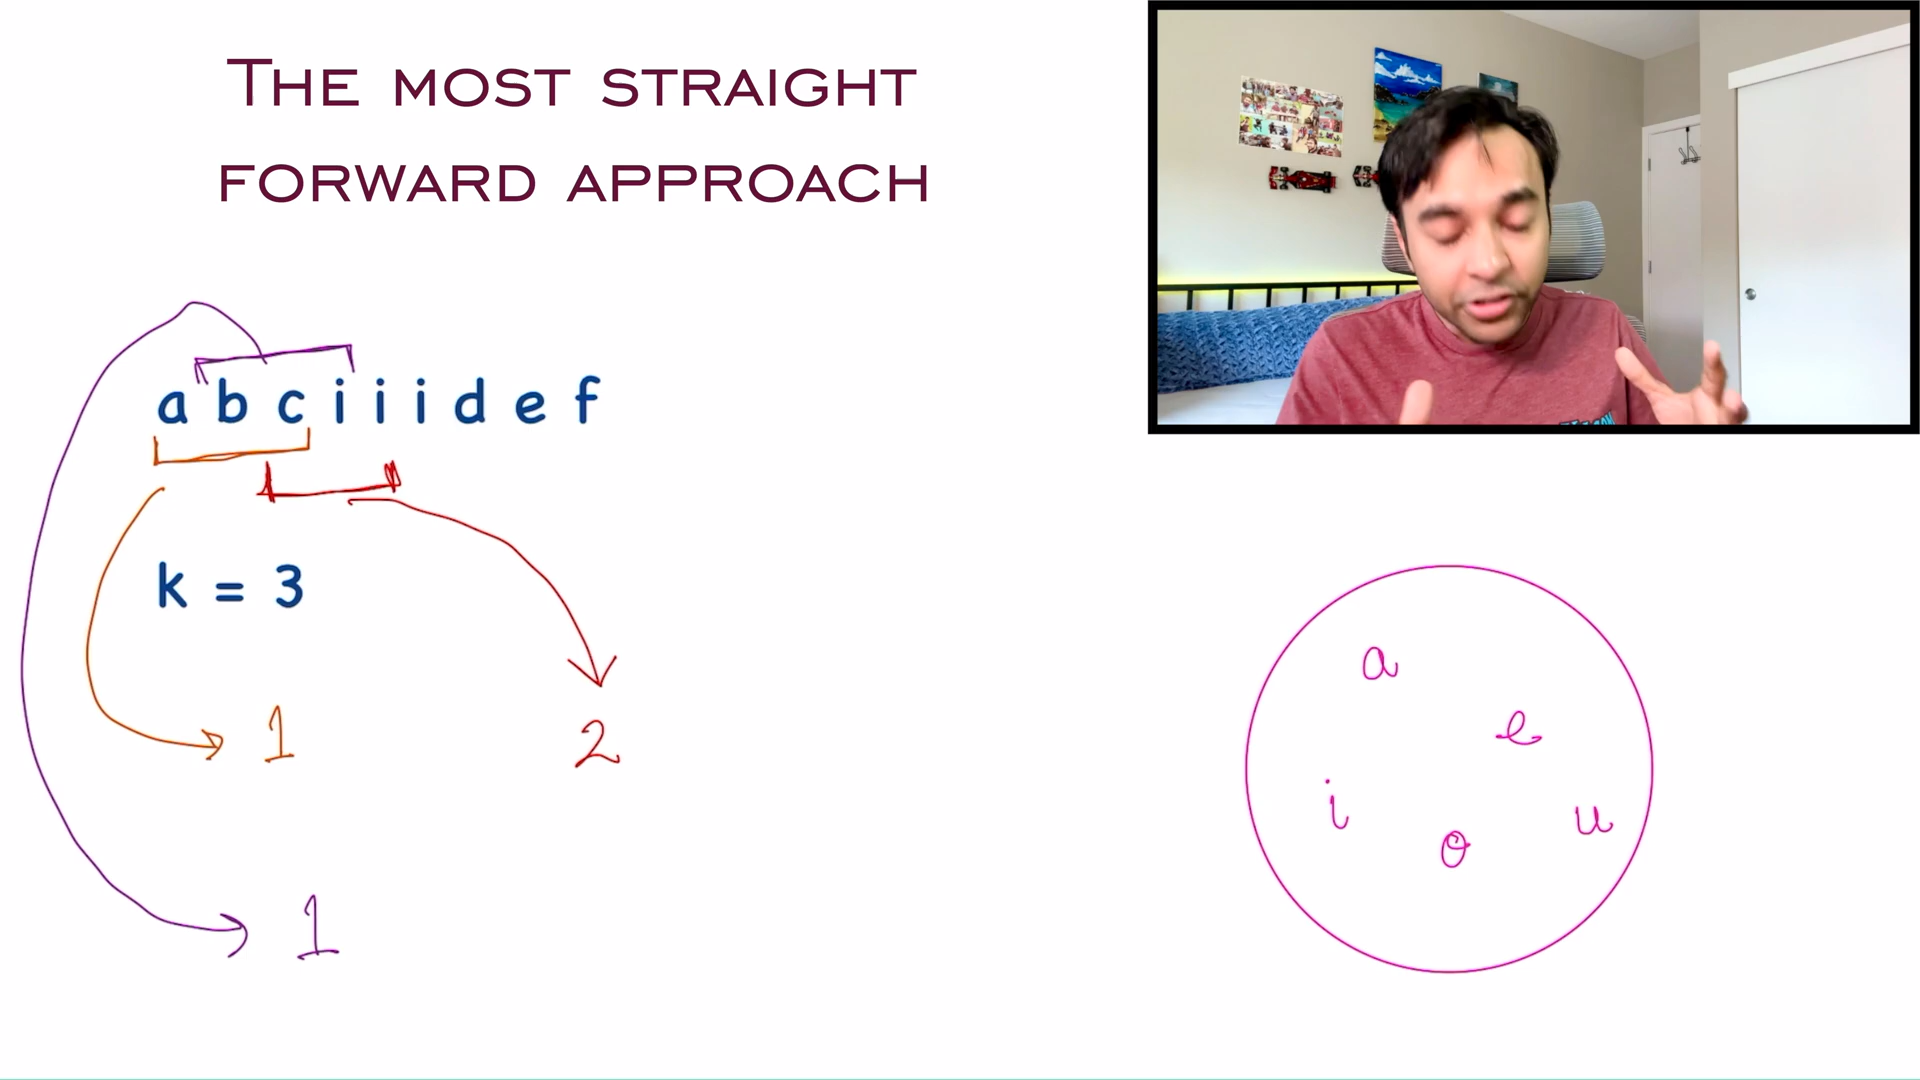 THE MOST STRAIGHT
FORWARD APPROACH
a b c i i i d e f
k = 3
1
2
1
a
e
i
o
u